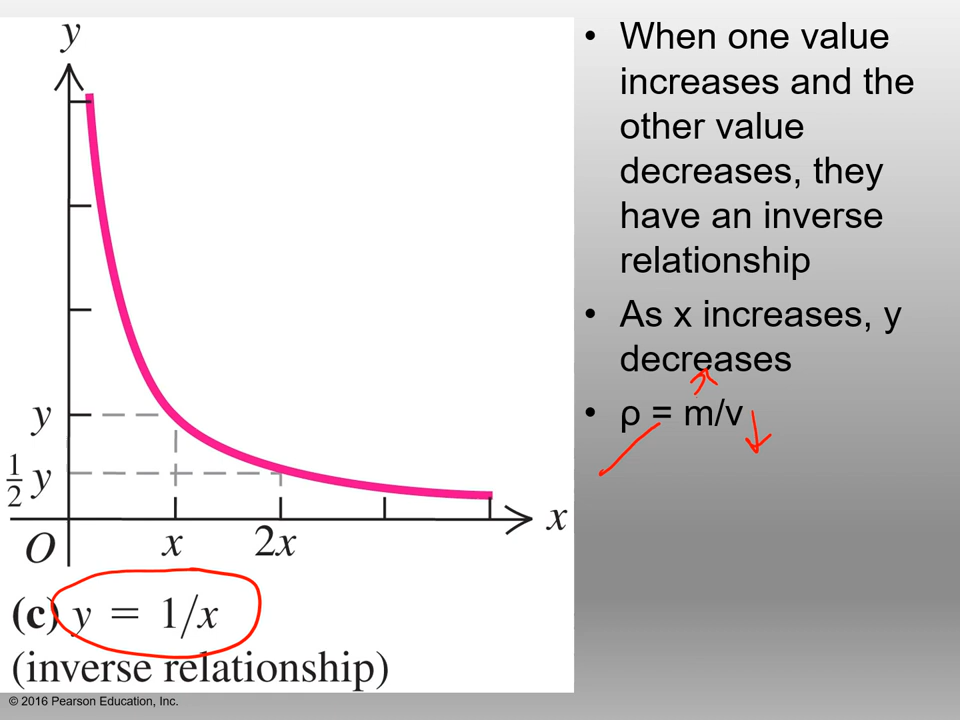 y
y
1/2 y
O
x
2x
x
(c) y = 1/x
(inverse relationship)
• When one value
increases and the
other value
decreases, they
have an inverse
relationship
• As x increases, y
decreases
• ρ = m/v
© 2016 Pearson Education, Inc.